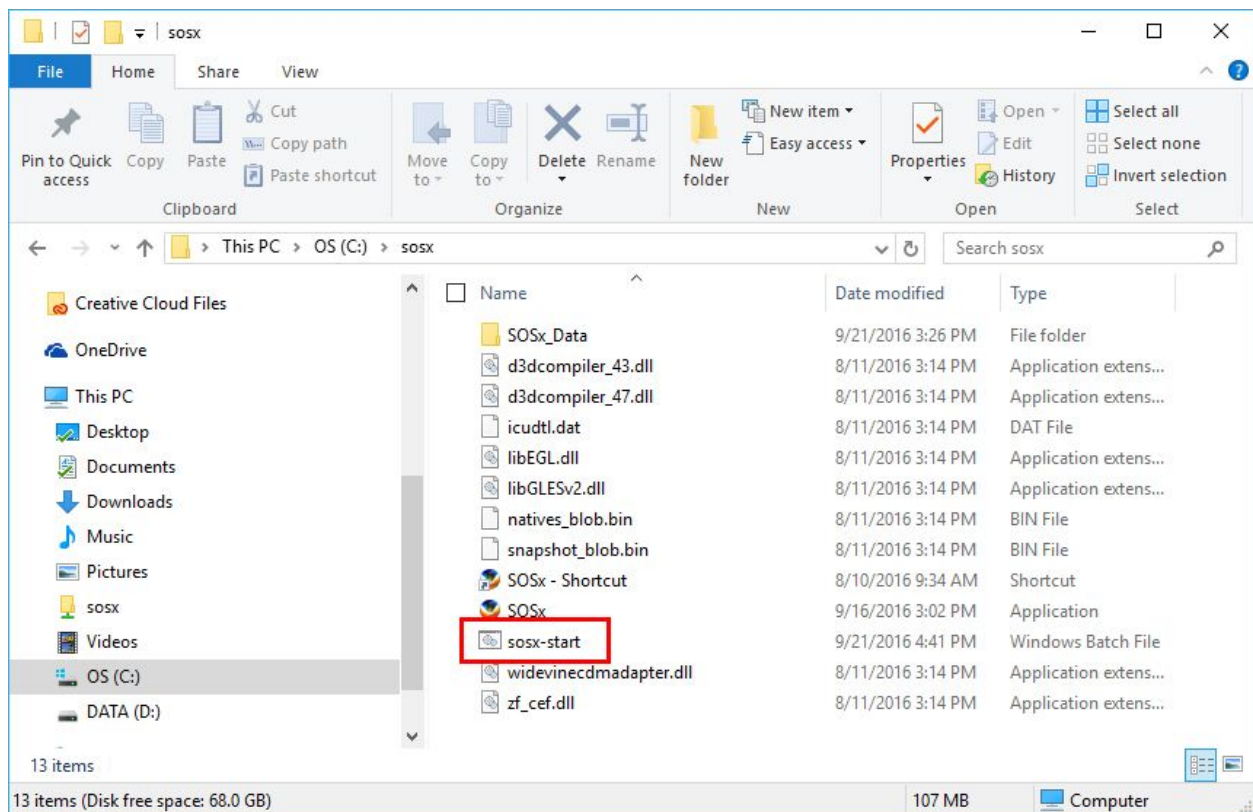 sosx
File Home Share View
Pin to Quick access
Copy
Paste
Cut
Copy path
Paste shortcut
Move to
Copy to
Delete
Rename
New folder
New item
Easy access
Properties
Open
Edit
History
Select all
Select none
Invert selection
Clipboard Organize New Open Select
This PC OS (C:) sosx
Search sosx
Creative Cloud Files
OneDrive
This PC
Desktop
Documents
Downloads
Music
Pictures
sosx
Videos
OS (C:)
DATA (D:)
Name Date modified Type
SOSx_Data 9/21/2016 3:26 PM File folder
d3dcompiler_43.dll 8/11/2016 3:14 PM Application extens...
d3dcompiler_47.dll 8/11/2016 3:14 PM Application extens...
icudtl.dat 8/11/2016 3:14 PM DAT File
libEGL.dll 8/11/2016 3:14 PM Application extens...
libGLESv2.dll 8/11/2016 3:14 PM Application extens...
natives_blob.bin 8/11/2016 3:14 PM BIN File
snapshot_blob.bin 8/11/2016 3:14 PM BIN File
SOSx - Shortcut 8/10/2016 9:34 AM Shortcut
SOSx 9/16/2016 3:02 PM Application
sosx-start 9/21/2016 4:41 PM Windows Batch File
widevinecdmadapter.dll 8/11/2016 3:14 PM Application extens...
zf_cef.dll 8/11/2016 3:14 PM Application extens...
13 items
13 items (Disk free space: 68.0 GB) 107 MB Computer